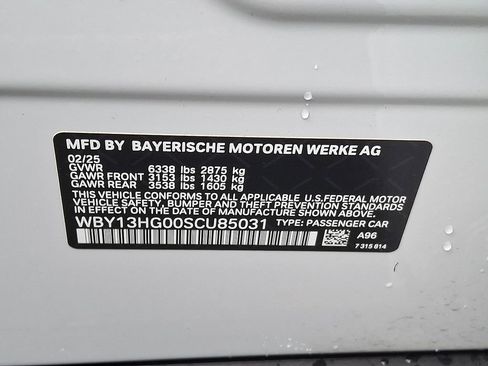 MFD BY BAYERISCHE MOTOREN WERKE AG
02/25
GVWR 6338 lbs 2875 kg
GAWR FRONT 3153 lbs 1430 kg
GAWR REAR 3538 lbs 1605 kg
THIS VEHICLE CONFORMS TO ALL APPLICABLE U.S.FEDERAL MOTOR
VEHICLE SAFETY, BUMPER AND THEFT PREVENTION STANDARDS
IN EFFECT ON THE DATE OF MANUFACTURE SHOWN ABOVE.
WBY13HG00SCU85031 TYPE: PASSENGER CAR
A96
7 315 614